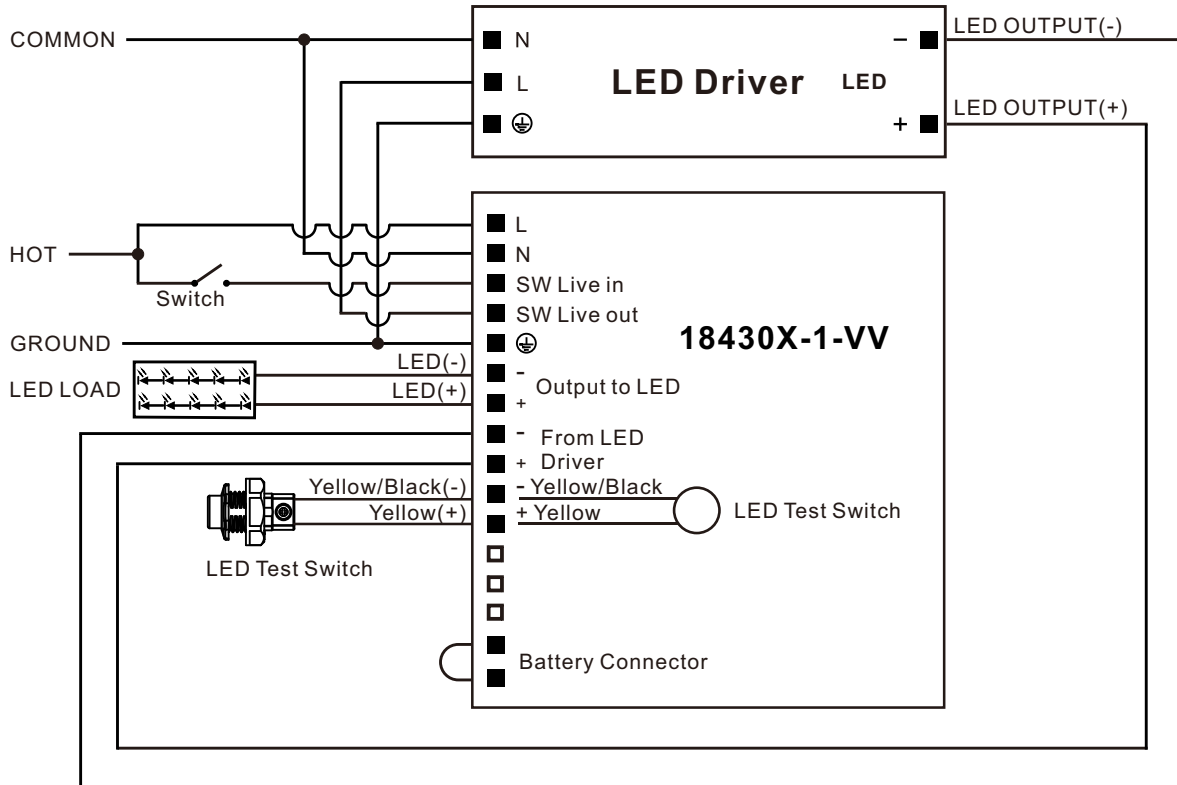 COMMON
N
L
LED Driver
LED
-
+
LED OUTPUT(-)
LED OUTPUT(+)
HOT
Switch
GROUND
LED LOAD
LED(-)
LED(+)
L
N
SW Live in
SW Live out
18430X-1-VV
-
+
Output to LED
- From LED
+ Driver
Yellow/Black(-)
Yellow(+)
LED Test Switch
- Yellow/Black
+ Yellow
LED Test Switch
Battery Connector